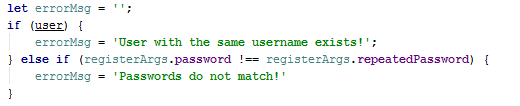 let errorMsg = '';
if (user) {
    errorMsg = 'User with the same username exists!';
} else if (registerArgs.password !== registerArgs.repeatedPassword) {
    errorMsg = 'Passwords do not match!'
}